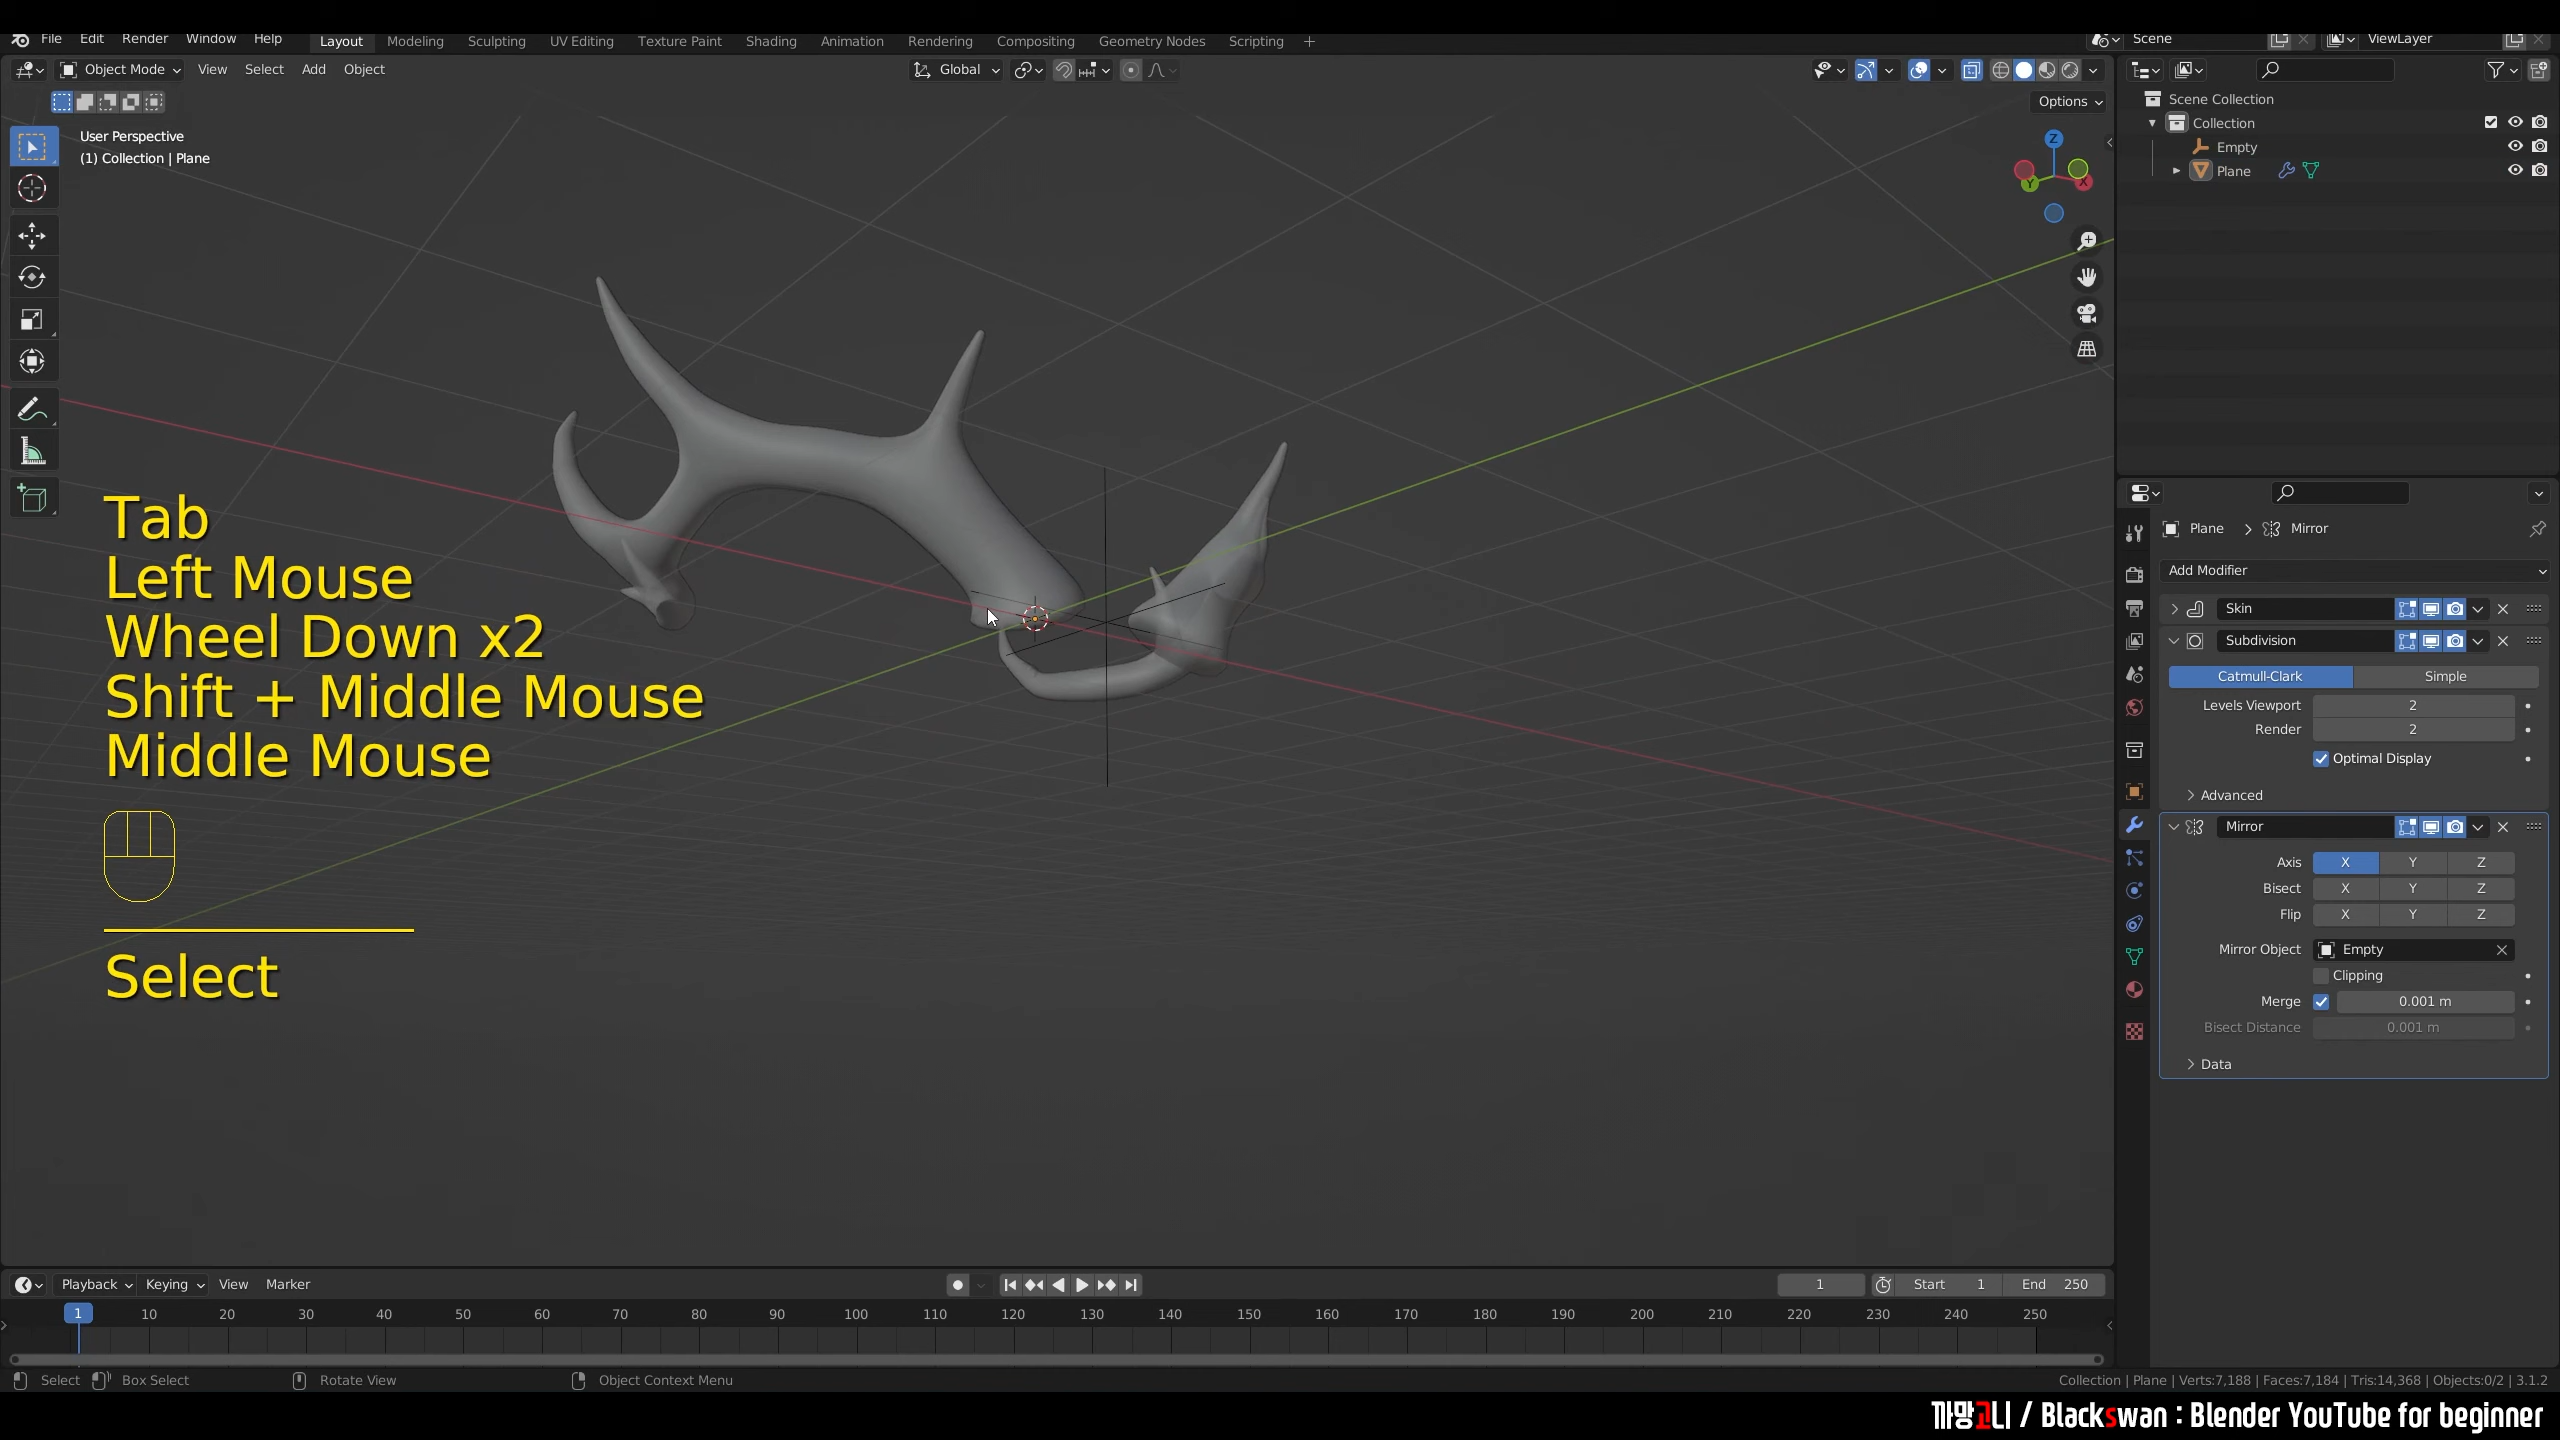 File Edit Render Window Help Layout Modeling Sculpting UV Editing Texture Paint Shading Animation Rendering Compositing Geometry Nodes Scripting + Scene ViewLayer
Object Mode View Select Add Object Global
Options
User Perspective
(1) Collection | Plane
Z
Y
X
Scene Collection
Collection
Empty
Plane
Tab
Left Mouse
Wheel Down x2
Shift + Middle Mouse
Middle Mouse
Select
Plane > Mirror
Add Modifier
Skin
Subdivision
Catmull-Clark Simple
Levels Viewport 2
Render 2
Optimal Display
Advanced
Mirror
Axis X Y Z
Bisect X Y Z
Flip X Y Z
Mirror Object Empty
Clipping
Merge 0.001 m
Bisect Distance 0.001 m
Data
Playback Keying View Marker 1 Start 1 End 250
1 10 20 30 40 50 60 70 80 90 100 110 120 130 140 150 160 170 180 190 200 210 220 230 240 250
Select Box Select Rotate View Object Context Menu Collection | Plane | Verts:7,188 | Faces:7,184 | Tris:14,368 | Objects:0/2 | 3.1.2
까망고니 / Blackswan : Blender YouTube for beginner